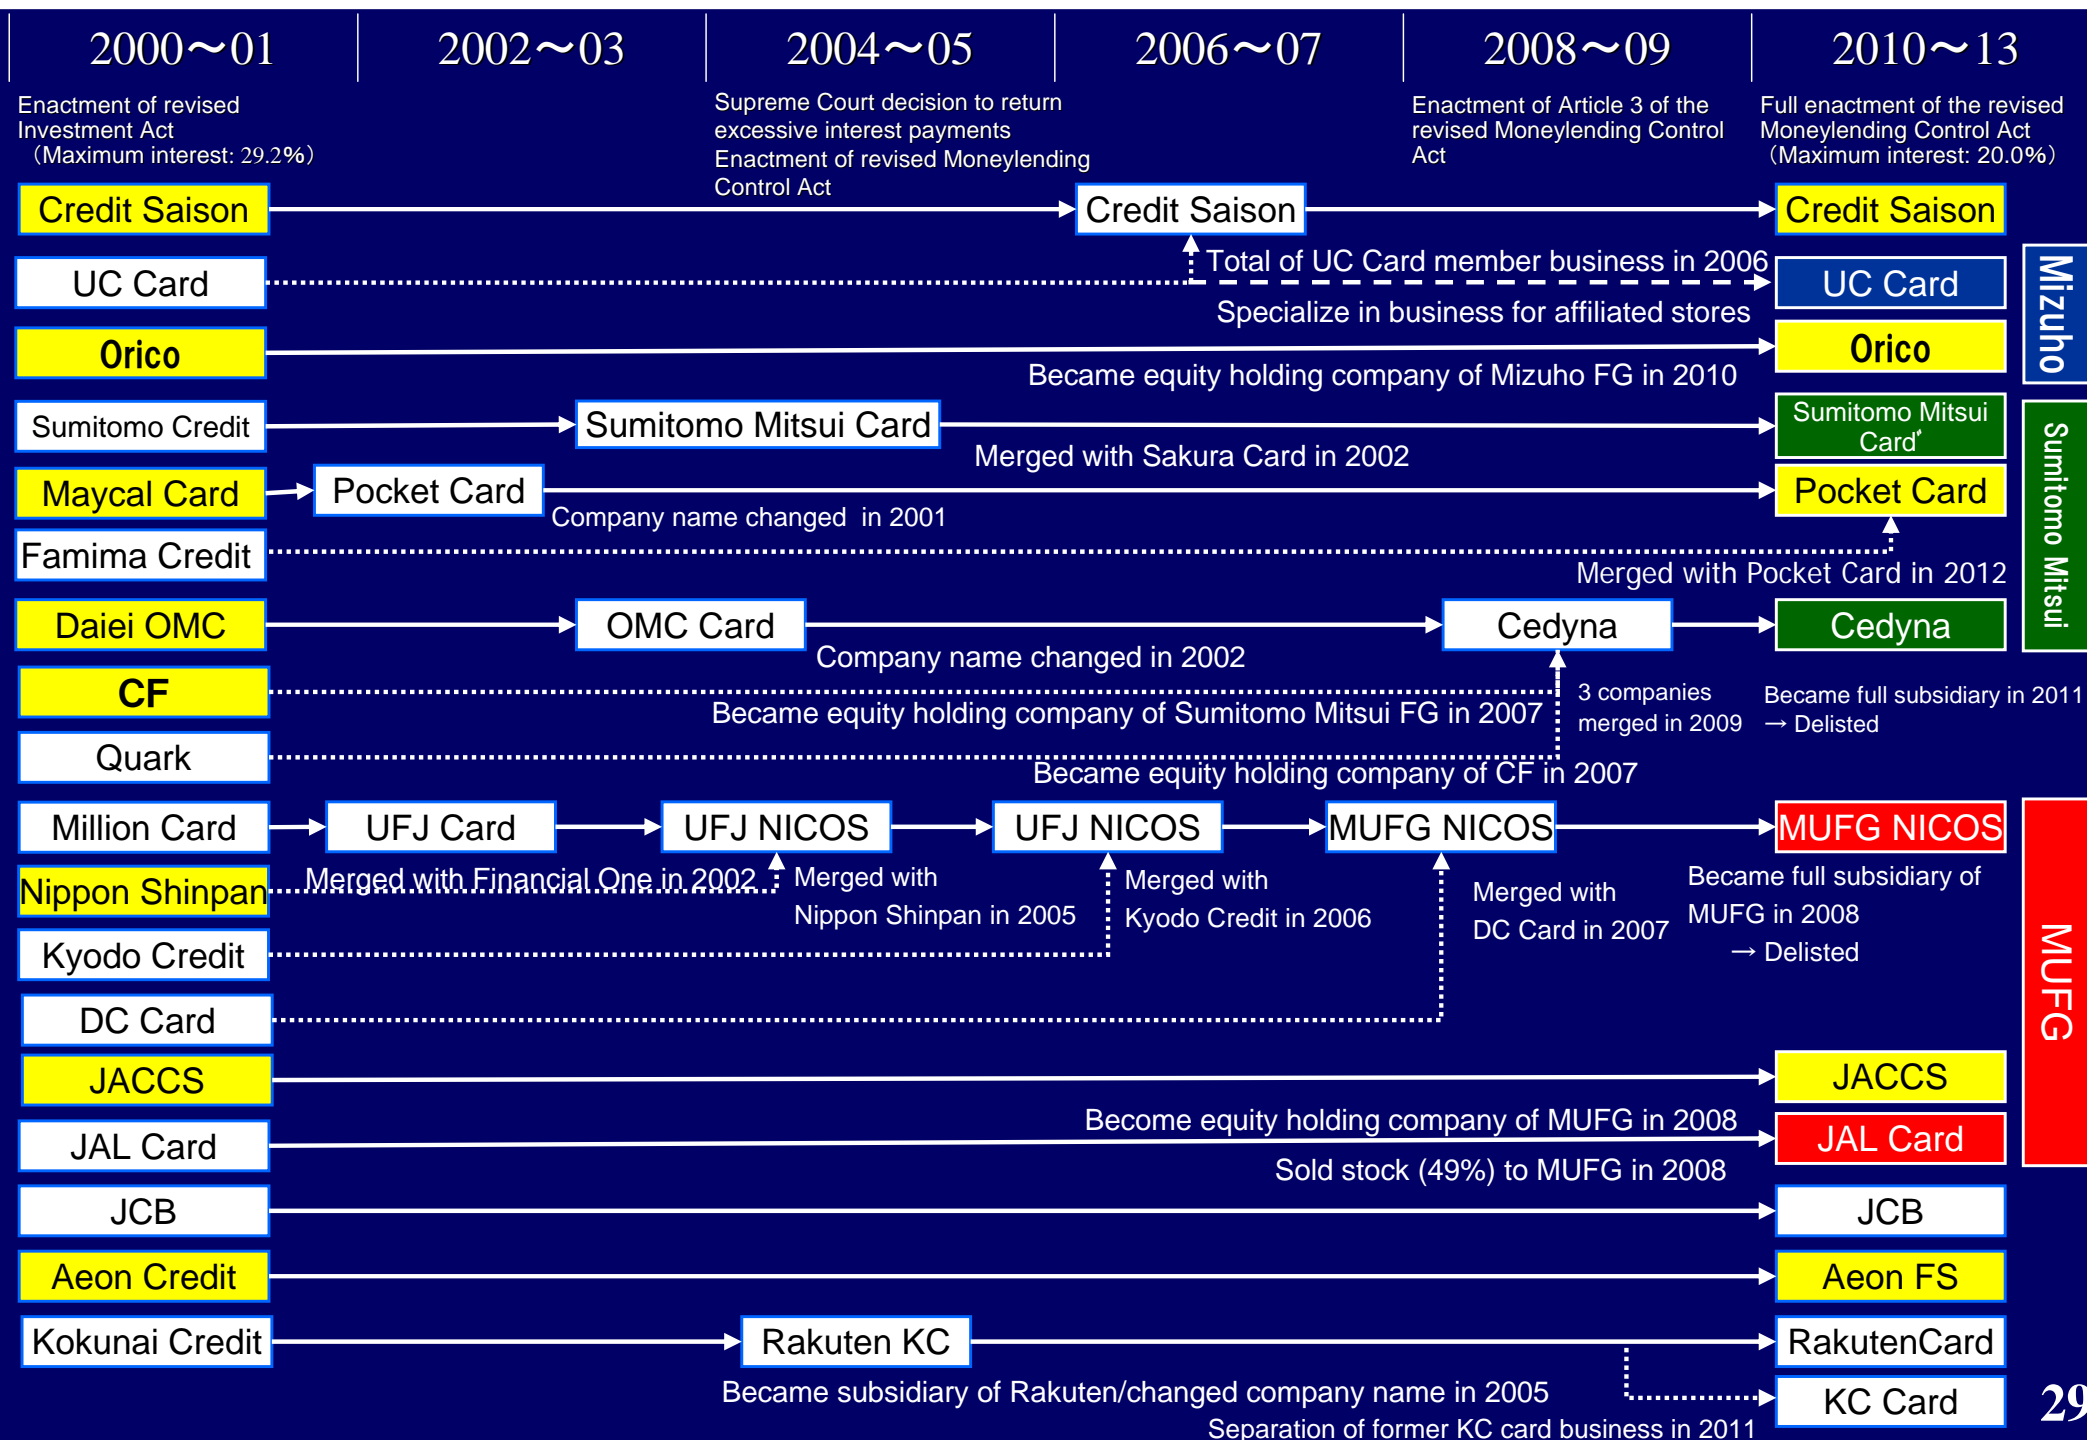 2000～01
2002～03
2004～05
2006～07
2008～09
2010～13
Enactment of revised
Investment Act
（Maximum interest: 29.2%）
Supreme Court decision to return
excessive interest payments
Enactment of revised Moneylending
Control Act
Enactment of Article 3 of the
revised Moneylending Control
Act
Full enactment of the revised
Moneylending Control Act
（Maximum interest: 20.0%）
Credit Saison
Credit Saison
Credit Saison
UC Card
Total of UC Card member business in 2006
UC Card
Specialize in business for affiliated stores
Mizuho
Orico
Orico
Became equity holding company of Mizuho FG in 2010
Sumitomo Credit
Sumitomo Mitsui Card
Sumitomo Mitsui
Card
Merged with Sakura Card in 2002
Sumitomo Mitsui
Maycal Card
Pocket Card
Pocket Card
Company name changed in 2001
Famima Credit
Merged with Pocket Card in 2012
Daiei OMC
OMC Card
Cedyna
Cedyna
Company name changed in 2002
CF
Became equity holding company of Sumitomo Mitsui FG in 2007
3 companies
merged in 2009
Became full subsidiary in 2011
→ Delisted
Quark
Became equity holding company of CF in 2007
Million Card
UFJ Card
UFJ NICOS
UFJ NICOS
MUFG NICOS
MUFG NICOS
Nippon Shinpan
Merged with Financial One in 2002
Merged with
Nippon Shinpan in 2005
Merged with
Kyodo Credit in 2006
Merged with
DC Card in 2007
Became full subsidiary of
MUFG in 2008
→ Delisted
MUFG
Kyodo Credit
DC Card
JACCS
JACCS
Become equity holding company of MUFG in 2008
JAL Card
JAL Card
Sold stock (49%) to MUFG in 2008
JCB
JCB
Aeon Credit
Aeon FS
Kokunai Credit
Rakuten KC
RakutenCard
Became subsidiary of Rakuten/changed company name in 2005
KC Card
Separation of former KC card business in 2011
29